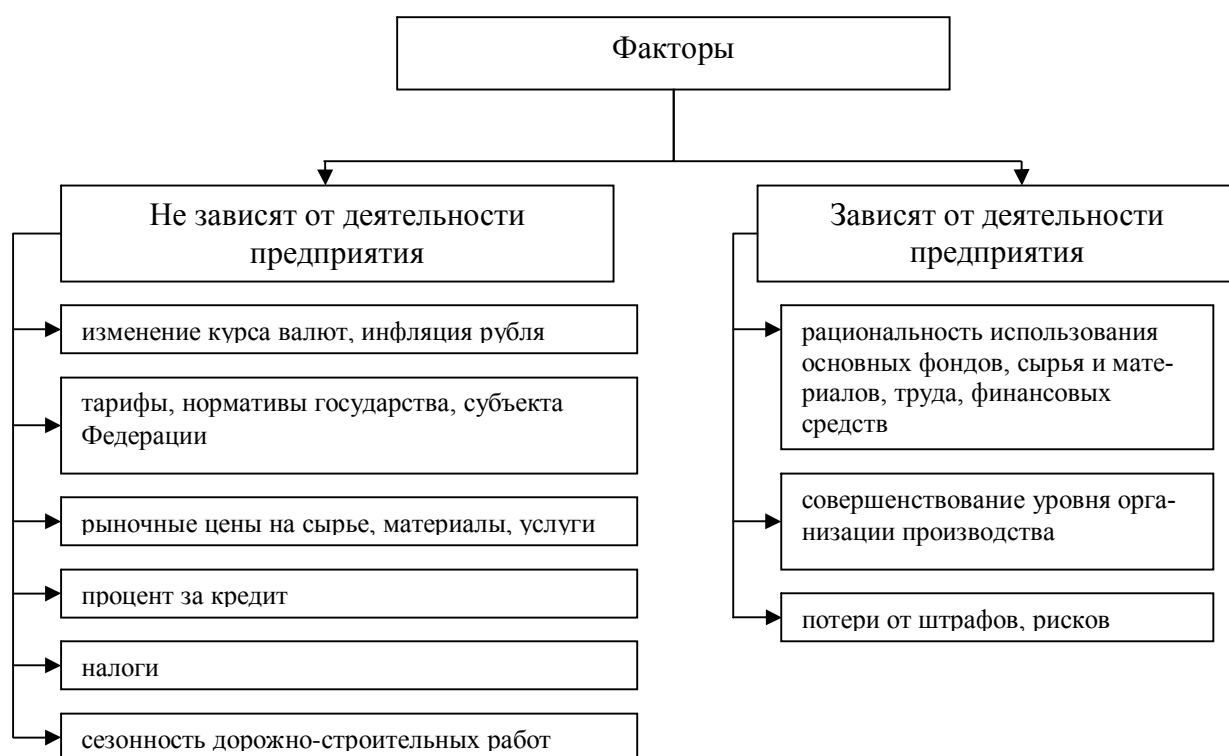 Факторы
Не зависят от деятельности
предприятия
изменение курса валют, инфляция рубля
тарифы, нормативы государства, субъекта
Федерации
рыночные цены на сырье, материалы, услуги
процент за кредит
налоги
сезонность дорожно-строительных работ
Зависят от деятельности
предприятия
рациональность использования
основных фондов, сырья и мате-
риалов, труда, финансовых
средств
совершенствование уровня орга-
низации производства
потери от штрафов, рисков